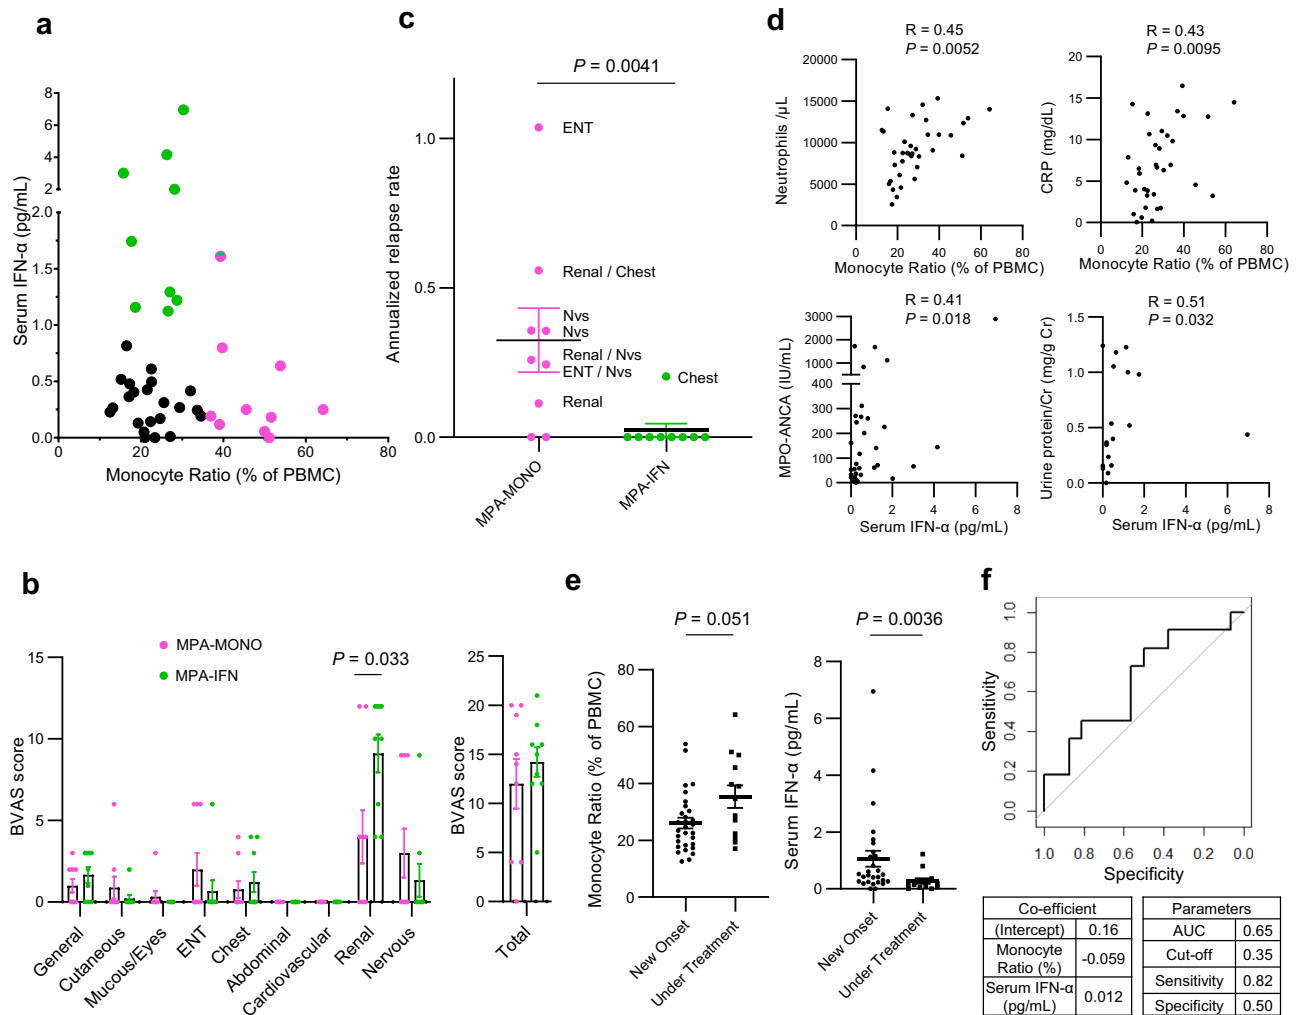 a
8
6
4
2
2.0
1.5
1.0
0.5
0.0
Serum IFN-α (pg/mL)
0
20
40
60
80
Monocyte Ratio (% of PBMC)
c
P = 0.0041
Annualized relapse rate
1.0
0.5
0.0
ENT
Renal / Chest
Nvs
Nvs
Renal / Nvs
ENT / Nvs
Renal
Chest
MPA-MONO
MPA-IFN
d
R = 0.45
P = 0.0052
Neutrophils /µL
20000
15000
10000
5000
0
0
20
40
60
80
Monocyte Ratio (% of PBMC)
R = 0.43
P = 0.0095
CRP (mg/dL)
20
15
10
5
0
0
20
40
60
80
Monocyte Ratio (% of PBMC)
R = 0.41
P = 0.018
MPO-ANCA (IU/mL)
3000
2000
1000
400
300
200
100
0
0
2
4
6
8
Serum IFN-α (pg/mL)
R = 0.51
P = 0.032
Urine protein/Cr (mg/g Cr)
1.5
1.0
0.5
0.0
0
2
4
6
8
Serum IFN-α (pg/mL)
b
MPA-MONO
MPA-IFN
P = 0.033
BVAS score
15
10
5
0
General
Cutaneous
Mucous/Eyes
ENT
Chest
Abdominal
Cardiovascular
Renal
Nervous
BVAS score
25
20
15
10
5
0
Total
e
P = 0.051
Monocyte Ratio (% of PBMC)
80
60
40
20
0
New Onset
Under Treatment
P = 0.0036
Serum IFN-α (pg/mL)
8
6
4
2
0
New Onset
Under Treatment
f
Sensitivity
1.0
0.8
0.6
0.4
0.2
0.0
1.0
0.8
0.6
0.4
0.2
0.0
Specificity
Co-efficient
(Intercept) 0.16
Monocyte
Ratio (%) -0.059
Serum IFN-α
(pg/mL) 0.012
Parameters
AUC 0.65
Cut-off 0.35
Sensitivity 0.82
Specificity 0.50